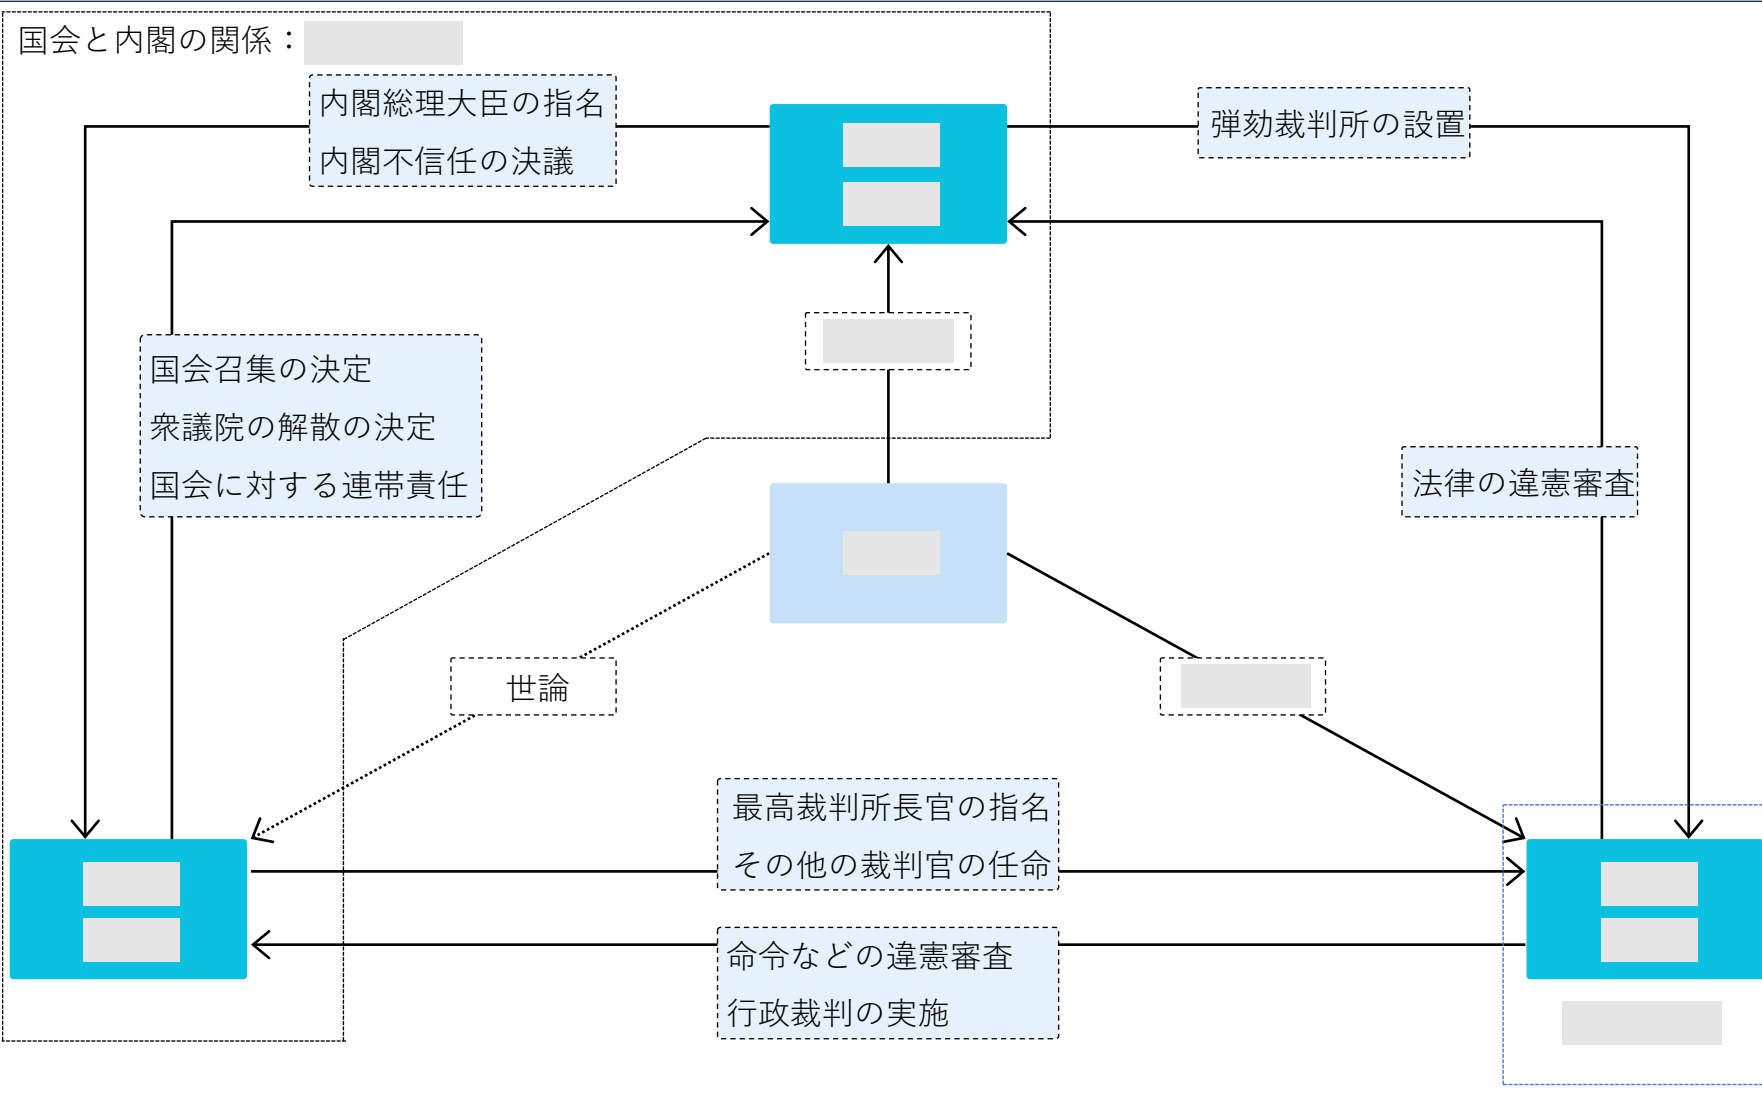 国会と内閣の関係：
内閣総理大臣の指名
内閣不信任の決議
弾劾裁判所の設置
国会召集の決定
衆議院の解散の決定
国会に対する連帯責任
法律の違憲審査
世論
最高裁判所長官の指名
その他の裁判官の任命
命令などの違憲審査
行政裁判の実施